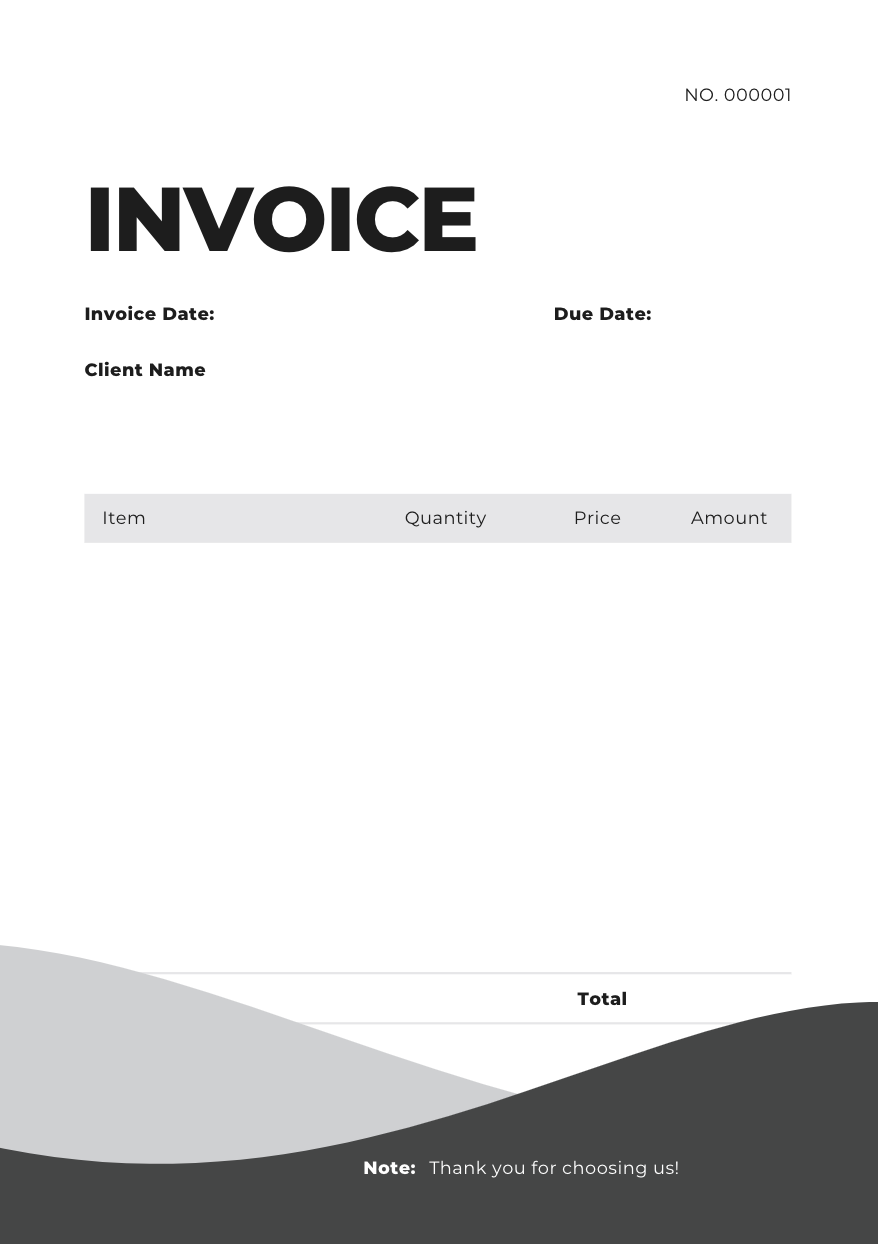 NO. 000001
INVOICE
Invoice Date: Due Date:
Client Name
Item Quantity Price Amount
Total
Note: Thank you for choosing us!